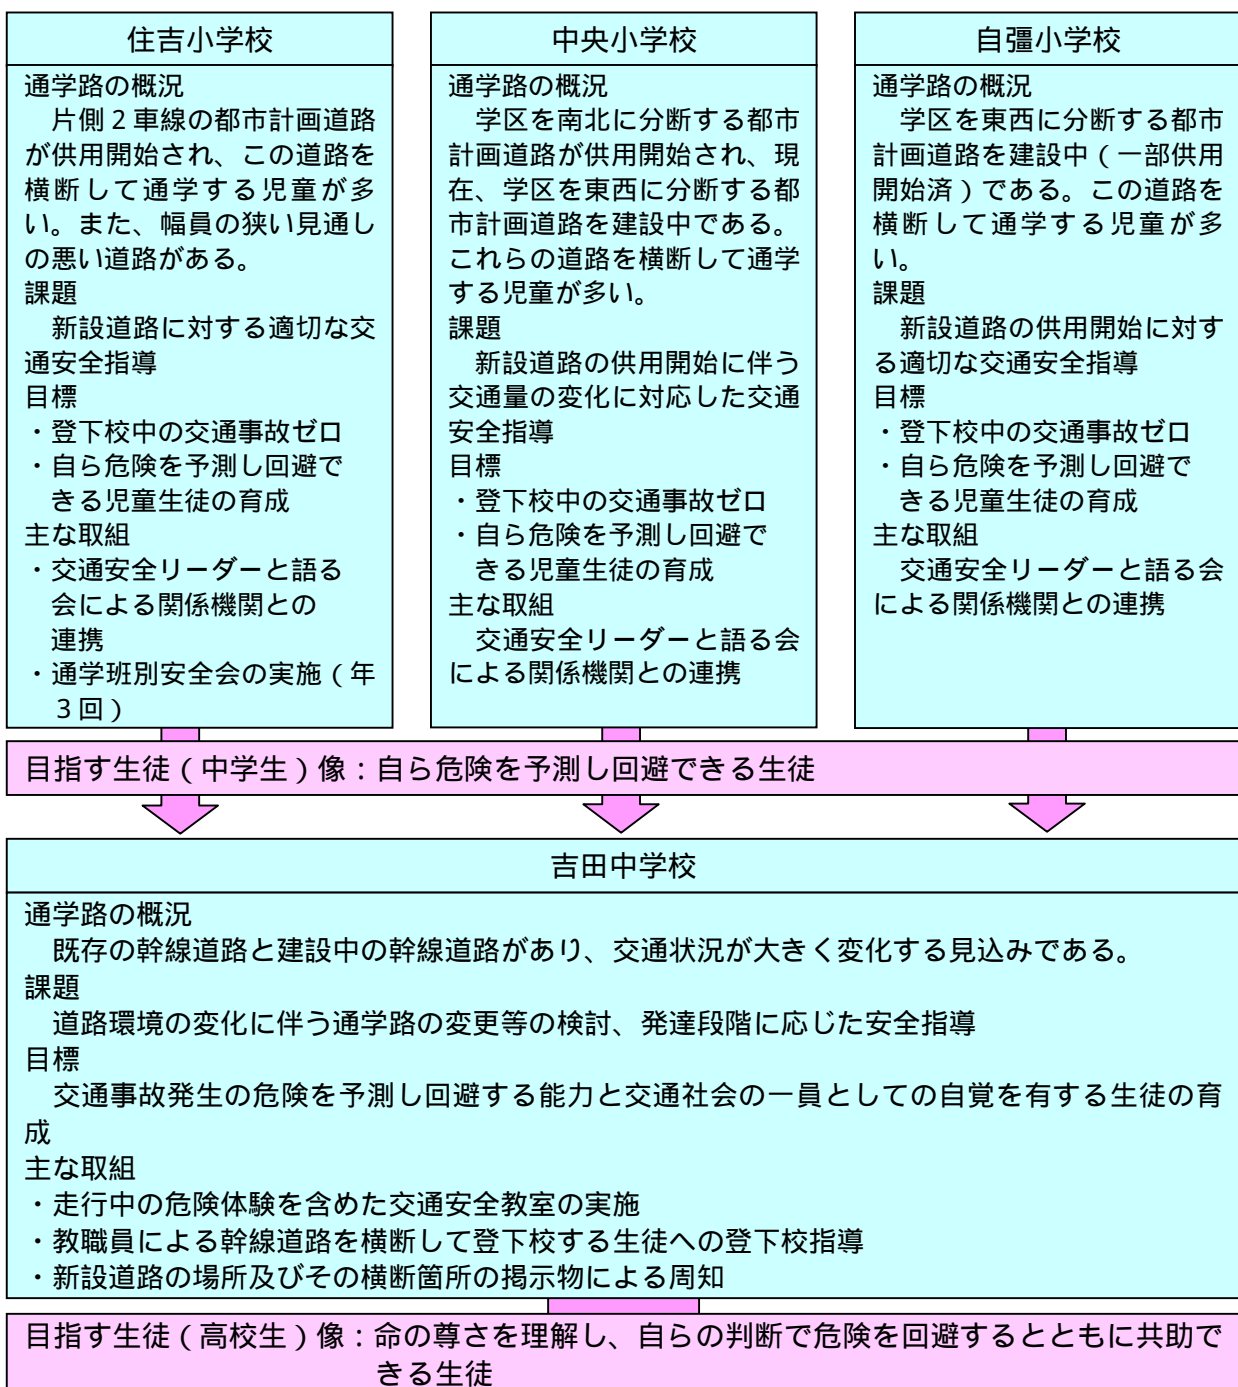 住吉小学校
通学路の概況
片側2車線の都市計画道路
が供用開始され、この道路を
横断して通学する児童が多
い。また、幅員の狭い見通し
の悪い道路がある。
課題
新設道路に対する適切な交
通安全指導
目標
・登下校中の交通事故ゼロ
・自ら危険を予測し回避で
きる児童生徒の育成
主な取組
・交通安全リーダーと語る
会による関係機関との
連携
・通学班別安全会の実施(年
3回)
中央小学校
通学路の概況
学区を南北に分断する都市
計画道路が供用開始され、現
在、学区を東西に分断する都
市計画道路を建設中である。
これらの道路を横断して通学
する児童が多い。
課題
新設道路の供用開始に伴う
交通量の変化に対応した交通
安全指導
目標
・登下校中の交通事故ゼロ
・自ら危険を予測し回避で
きる児童生徒の育成
主な取組
交通安全リーダーと語る会
による関係機関との連携
自彊小学校
通学路の概況
学区を東西に分断する都市
計画道路を建設中(一部供用
開始済)である。この道路を
横断して通学する児童が多
い。
課題
新設道路の供用開始に対す
る適切な交通安全指導
目標
・登下校中の交通事故ゼロ
・自ら危険を予測し回避で
きる児童生徒の育成
主な取組
交通安全リーダーと語る会
による関係機関との連携
目指す生徒(中学生)像:自ら危険を予測し回避できる生徒
吉田中学校
通学路の概況
既存の幹線道路と建設中の幹線道路があり、交通状況が大きく変化する見込みである。
課題
道路環境の変化に伴う通学路の変更等の検討、発達段階に応じた安全指導
目標
交通事故発生の危険を予測し回避する能力と交通社会の一員としての自覚を有する生徒の育
成
主な取組
・走行中の危険体験を含めた交通安全教室の実施
・教職員による幹線道路を横断して登下校する生徒への登下校指導
・新設道路の場所及びその横断箇所の掲示物による周知
目指す生徒(高校生)像:命の尊さを理解し、自らの判断で危険を回避するとともに共助で
きる生徒